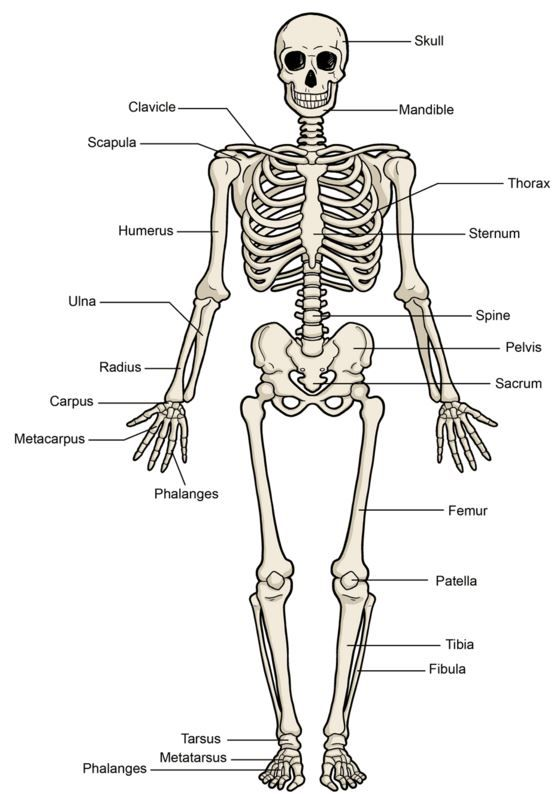 Skull
Mandible
Clavicle
Scapula
Thorax
Humerus
Sternum
Ulna
Spine
Pelvis
Radius
Sacrum
Carpus
Metacarpus
Phalanges
Femur
Patella
Tibia
Fibula
Tarsus
Metatarsus
Phalanges